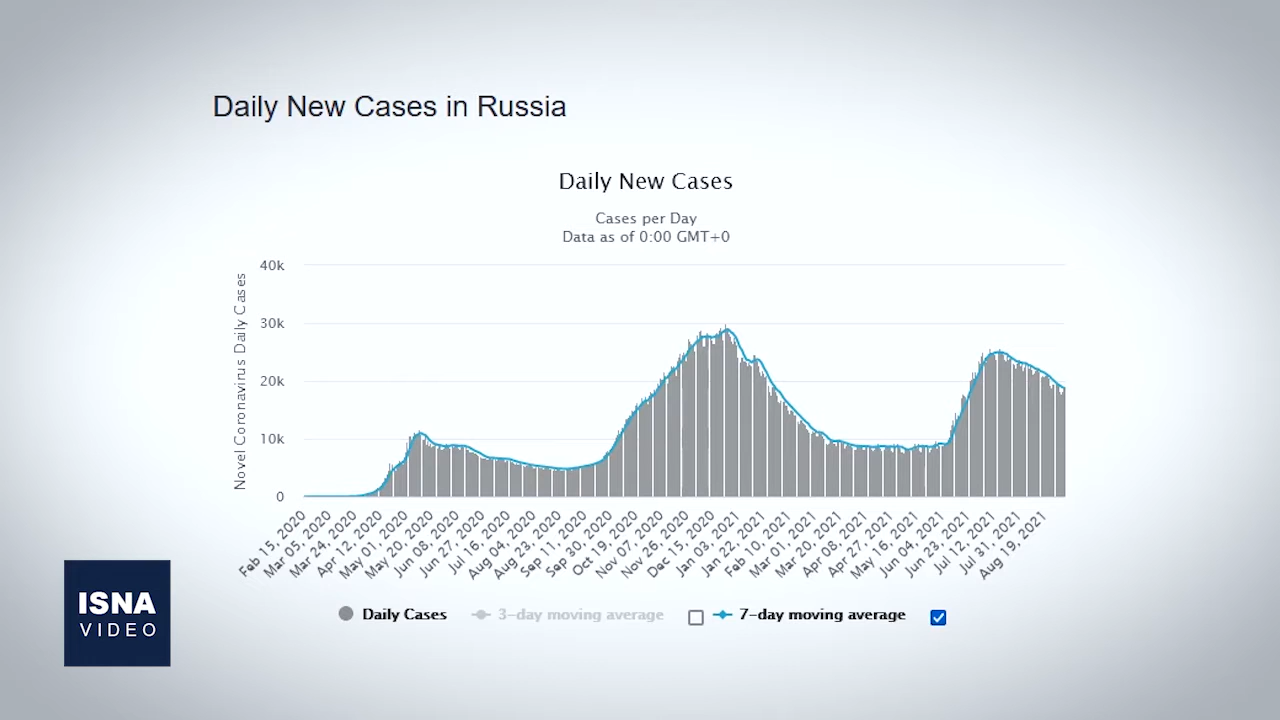 Daily New Cases in Russia
Daily New Cases
Cases per Day
Data as of 0:00 GMT+0
Novel Coronavirus Daily Cases
40k
30k
20k
10k
0
Feb 15, 2020
Mar 05, 2020
Mar 24, 2020
Apr 12, 2020
May 01, 2020
May 20, 2020
Jun 08, 2020
Jun 27, 2020
Jul 16, 2020
Aug 04, 2020
Aug 23, 2020
Sep 11, 2020
Sep 30, 2020
Oct 19, 2020
Nov 07, 2020
Nov 26, 2020
Dec 15, 2020
Jan 03, 2021
Jan 22, 2021
Feb 10, 2021
Mar 01, 2021
Mar 20, 2021
Apr 08, 2021
Apr 27, 2021
May 16, 2021
Jun 04, 2021
Jun 23, 2021
Jul 12, 2021
Jul 31, 2021
Aug 19, 2021
Daily Cases 3-day moving average 7-day moving average
ISNA
VIDEO